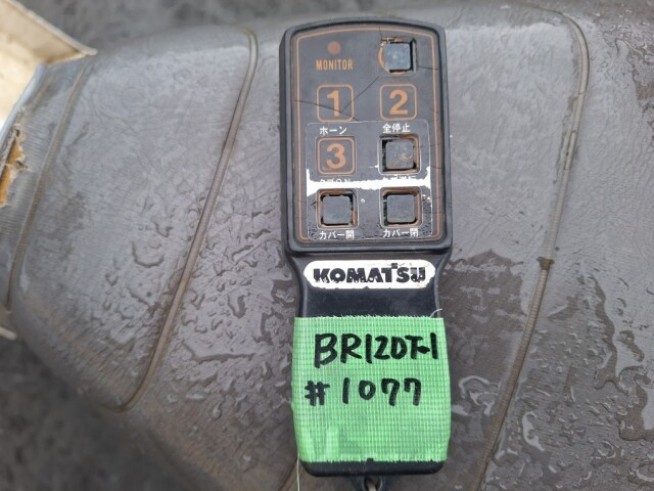 MONITOR
1 2
ホーン 全停止
3
カバー開 カバー閉
KOMATSU
BR120T-1
#1077